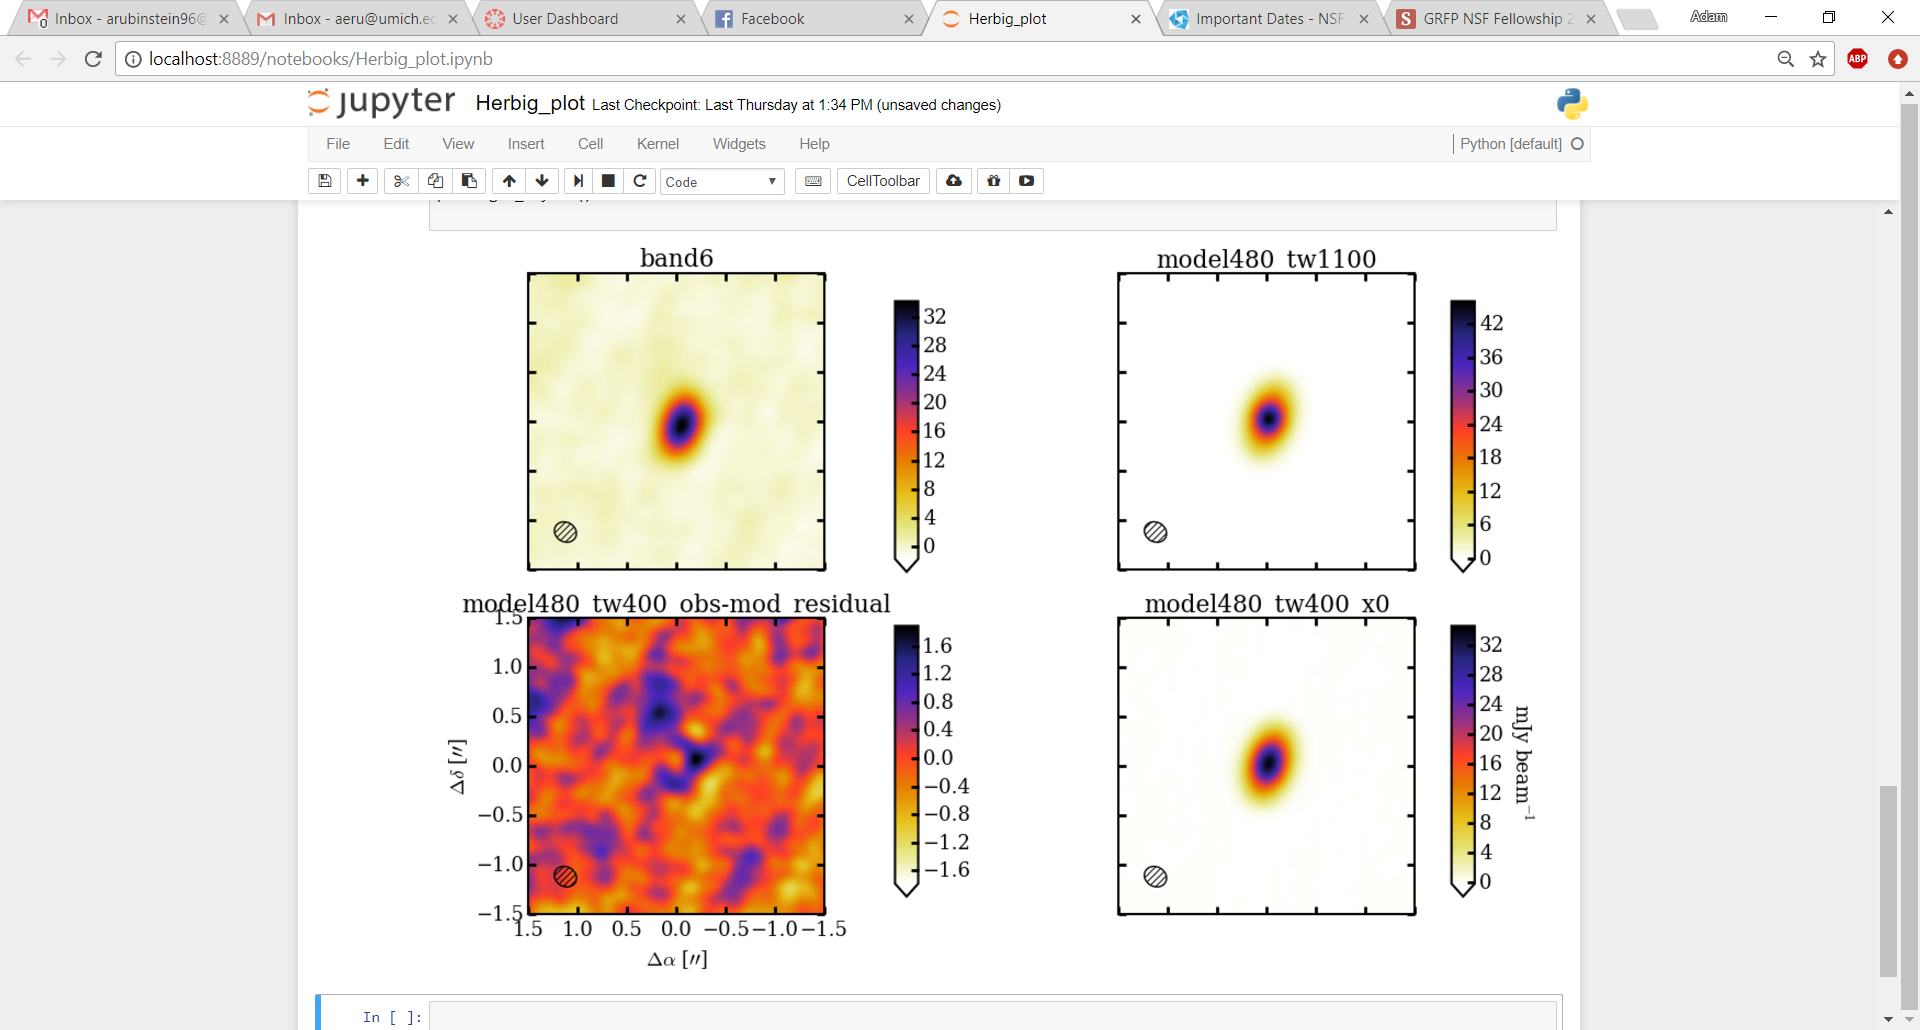 Inbox - arubinstein96@
Inbox - aeru@umich.ed
User Dashboard
Facebook
Herbig_plot
Important Dates - NSF
GRFP NSF Fellowship 2
Adam
localhost:8889/notebooks/Herbig_plot.ipynb
ABP
jupyter Herbig_plot Last Checkpoint: Last Thursday at 1:34 PM (unsaved changes)
File Edit View Insert Cell Kernel Widgets Help
Python [default]
Code
CellToolbar
band6
32
28
24
20
16
12
8
4
0
model480_tw1100
42
36
30
24
18
12
6
0
model480_tw400_obs-mod_residual
1.5
1.0
0.5
0.0
−0.5
−1.0
−1.5
Δδ [″]
1.5 1.0 0.5 0.0 −0.5 −1.0 −1.5
Δα [″]
1.6
1.2
0.8
0.4
0.0
−0.4
−0.8
−1.2
−1.6
model480_tw400_x0
32
28
24
20
16
12
8
4
0
mJy beam⁻¹
In [ ]: